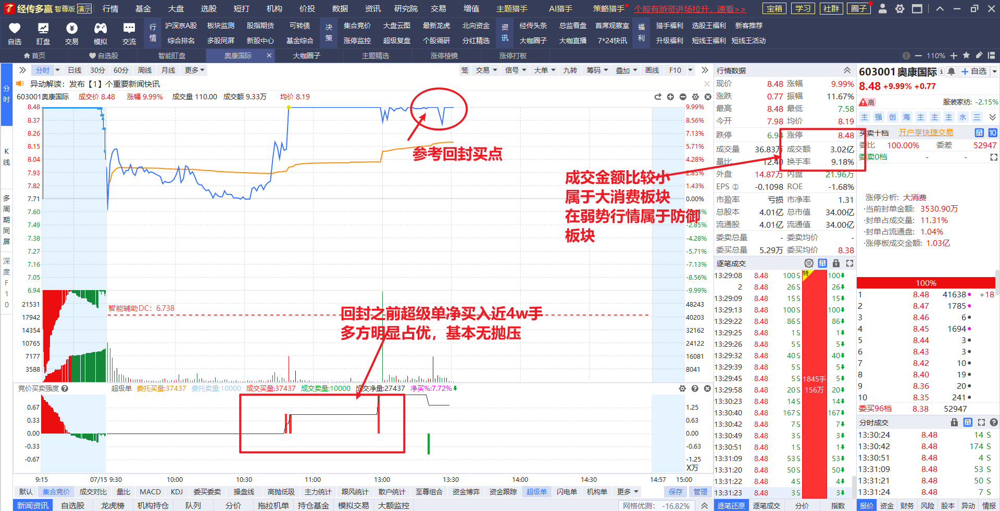 经传多赢 智尊版 演示 行情 基金 大盘 选股 短打 机构 价投 数据 资讯 研究院 交易 增值 主题猎手 AI猎手 策略猎手 个股有游资进场拉升，速看>> 宝箱 学习 社群 圈子
自选 盯盘 交易 模拟 交流
行情 沪深京A股 板块监测 股指期货 可转债 决策 集合竞价 大盘云图 最新龙虎 北向资金 资讯 经传头条 总监看盘 首席观察室 福利 猎手福利 选股王福利 新客推荐
综合排名 多股同屏 新股中心 基金综合 涨停监控 超级复盘 个股调研 分红精选 大咖圈子 大咖直播 7*24快讯 升级福利 短线王福利 短线王活动
首页 自选股 智能盯盘 奥康国际 大咖圈子 主题精选 涨停棱镜 涨停打板 110%
分时
K线
多周期同屏
深度F10
分时 日线 30分 60分 周线 月线 更多 笼 交易 信号 大单 九转 筹码 叠加 画线 F10
异动解读：发布【1】个重要新闻快讯
603001奥康国际 成交价 8.48 涨幅 9.99% 成交量 110.00 成交额 9.33万 均价 8.19
8.48 9.99%
8.37 8.56%
8.26 7.13%
8.15 5.71%
8.04 4.28%
7.93 2.85%
7.82 1.43%
7.71 0.00%
7.60
7.49 -2.85%
7.38 -4.28%
7.27 -5.71%
7.16 -7.13%
7.05 -8.56%
6.94 -9.99%
21531 48243
17942 40203
14354 32162
10765 24122
7177 16081
3588 8041
参考回封买点
成交金额比较小
属于大消费板块
在弱势行情属于防御
板块
智能辅助DC：6.738
回封之前超级单净买入近4w手
多方明显占优，基本无抛压
竞价买卖强度 超级单 委托买量:37437 委托卖量:10000 成交买量:37437 成交卖量:10000 成交净量:27437 净买%:7.72%
0.67 1.25
0.33 0.63
0.00 0.00
-0.33 -0.63
-0.67 -1.25
X万
9:15 07/15 9:30 10:00 10:30 11:00 13:00 13:30 14:00 14:30 14:57 15:00
默认 集合竞价 成交对比 量比 MACD KDJ 委买委卖 操盘线 高抛低吸 主力统计 跟风统计 散户统计 至尊组合 资金博弈 资金跟踪 超级单 闪电单 机构单 更多 保存 管理
新闻资讯 自选股 龙虎榜 机构持仓 队列 分价 拖拉机单 持仓基金 模拟交易 大额监控 网格优测： -16.82%
行情数据
现价 8.48 涨幅 9.99%
涨跌 0.77 振幅 11.67%
最高 8.48 最低 7.58
今开 7.98 均价 8.19
跌停 6.94 涨停 8.48
成交量 36.83万 成交额 3.02亿
量比 12.40 换手率 9.18%
外盘 14.87万 内盘 21.96万
EPS ① -0.1098 ROE -1.68%
市盈率 亏损 市净率 1.31
总股本 4.01亿 总市值 34.00亿
流通股 4.01亿 流通值 34.00亿
委卖总量 - 委卖均价 -
委买总量 5.29万 委买均价 8.38
逐笔成交 单 量
特
13:29:08 8.48 100 S 100
2 8.48 26 S 26
13:29:09 8.48 15 S 15
13:29:13 8.48 100 S 100
13:29:22 8.48 86 S 86
13:29:25 8.48 1 S 1
13:29:26 8.48 5 S 5
13:29:32 8.48 40 S 40
13:29:39 8.48 5 S 5
13:29:45 8.48 5 S 5
13:29:58 8.48 20 S 20
13:30:23 8.48 14 S 14
13:30:40 8.48 167 S 167
13:30:42 8.48 7 S 7
13:30:49 8.48 3 S 3
13:30:51 8.48 1 S 1
13:31:09 8.48 53 S 53
13:31:20 8.48 50 S 50
13:31:22 8.48 4 S 4
13:31:23 8.48 3 S 3
1845手
156万
逐笔还原 逐笔成交 分价 指数
603001 奥康国际 自选
8.48 +9.99% +0.77
高 服装家纺: -2.15%
主 强 创 海 主 主 主 水 三
买卖十档 开户享快捷交易 量 10
委比 100.00% 委差 52947
委卖0档 - -
涨停分析: 大消费
·当前封单金额: 3530.90万
·封单占成交量: 11.31%
·封单占流通盘: 1.04%
·涨停板成交金额: 1.03亿
100%
1 8.48 41638 +18
2 8.47 1785
3 8.46 6
4 8.45 1694
5 8.44 3
6 8.43 3
7 8.42 10
8 8.40 19
9 8.36 20
10 8.35 241
委买96档 8.38 52947
分时成交 量
13:30:24 8.48 14 S
13:30:42 8.48 174 S
13:30:51 8.48 4 S
13:31:09 8.48 53 S
13:31:21 8.48 50 S
13:31:24 8.48 7 S
报价 资金 财务 风险 股本 异动 情报